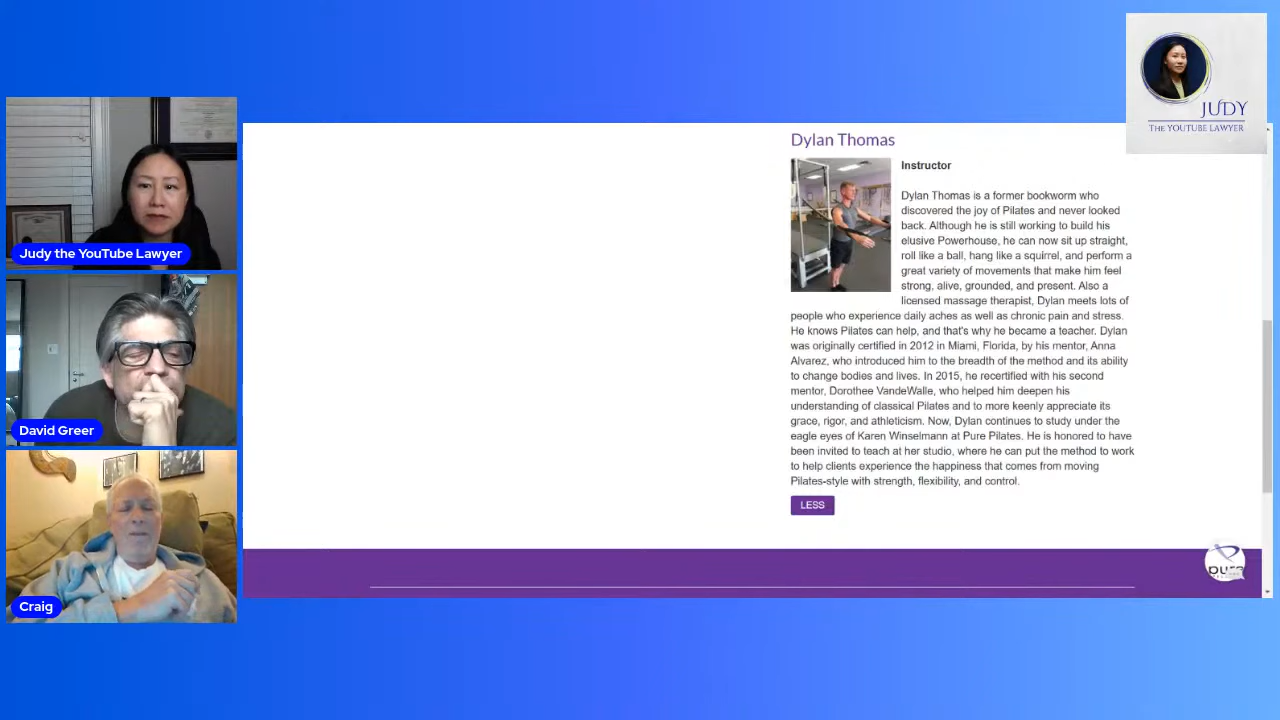 JUDY
THE YOUTUBE LAWYER
Judy the YouTube Lawyer
David Greer
Craig
Dylan Thomas
Instructor
Dylan Thomas is a former bookworm who
discovered the joy of Pilates and never looked
back. Although he is still working to build his
elusive Powerhouse, he can now sit up straight,
roll like a ball, hang like a squirrel, and perform a
great variety of movements that make him feel
strong, alive, grounded, and present. Also a
licensed massage therapist, Dylan meets lots of
people who experience daily aches as well as chronic pain and stress.
He knows Pilates can help, and that's why he became a teacher. Dylan
was originally certified in 2012 in Miami, Florida, by his mentor, Anna
Alvarez, who introduced him to the breadth of the method and its ability
to change bodies and lives. In 2015, he recertified with his second
mentor, Dorothee VandeWalle, who helped him deepen his
understanding of classical Pilates and to more keenly appreciate its
grace, rigor, and athleticism. Now, Dylan continues to study under the
eagle eyes of Karen Winselmann at Pure Pilates. He is honored to have
been invited to teach at her studio, where he can put the method to work
to help clients experience the happiness that comes from moving
Pilates-style with strength, flexibility, and control.
LESS
pure